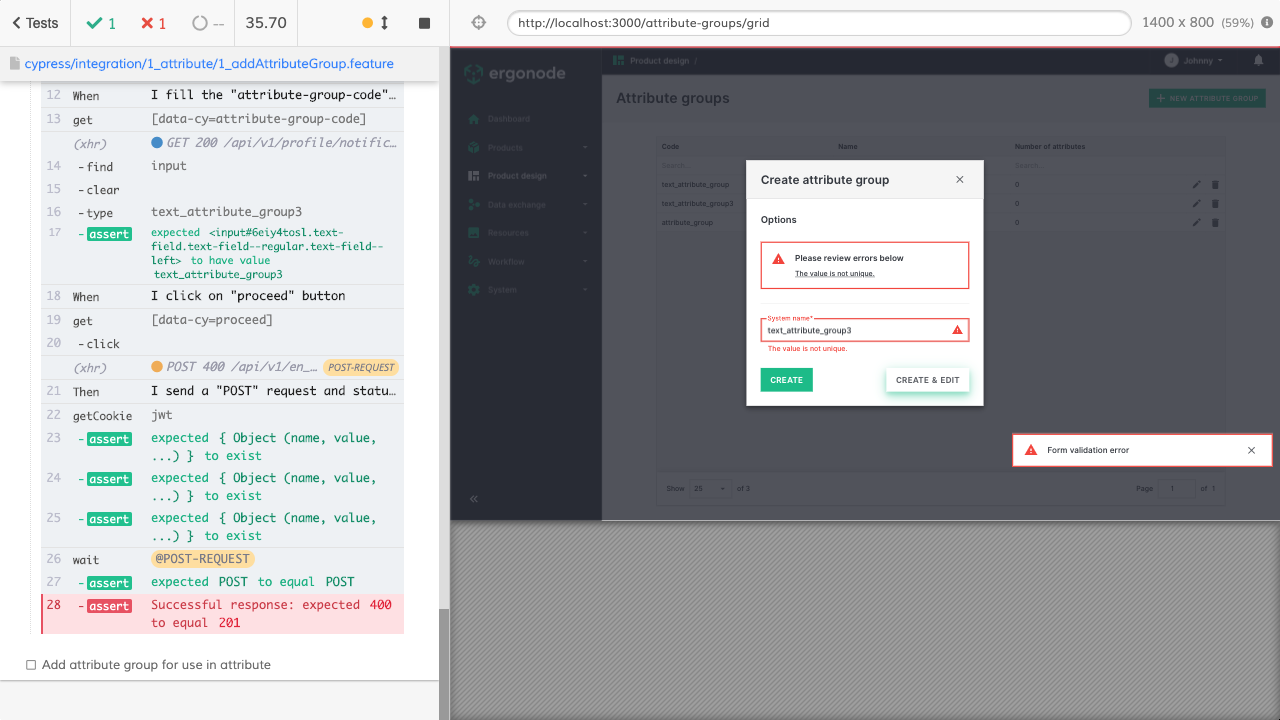 Tests
1
1
--
35.70
http://localhost:3000/attribute-groups/grid
1400 x 800 (59%)
cypress/integration/1_attribute/1_addAttributeGroup.feature
12 When I fill the "attribute-group-code"…
13 get [data-cy=attribute-group-code]
(xhr) GET 200 /api/v1/profile/notific…
14 -find input
15 -clear
16 -type text_attribute_group3
17 -assert expected <input#6eiy4tosl.text-
field.text-field--regular.text-field--
left> to have value
text_attribute_group3
18 When I click on "proceed" button
19 get [data-cy=proceed]
20 -click
(xhr) POST 400 /api/v1/en_… POST-REQUEST
21 Then I send a "POST" request and statu…
22 getCookie jwt
23 -assert expected { Object (name, value,
...) } to exist
24 -assert expected { Object (name, value,
...) } to exist
25 -assert expected { Object (name, value,
...) } to exist
26 wait @POST-REQUEST
27 -assert expected POST to equal POST
28 -assert Successful response: expected 400
to equal 201
Add attribute group for use in attribute
ergonode
Dashboard
Products
Product design
Data exchange
Resources
Workflow
System
«
Product design /
Johnny
Attribute groups
+ NEW ATTRIBUTE GROUP
Code Name Number of attributes
Search... Search...
text_attribute_group 0
text_attribute_group3 0
attribute_group 0
Create attribute group
Options
Please review errors below
The value is not unique.
System name*
text_attribute_group3
The value is not unique.
CREATE
CREATE & EDIT
Form validation error
Show 25 of 3
Page 1 of 1